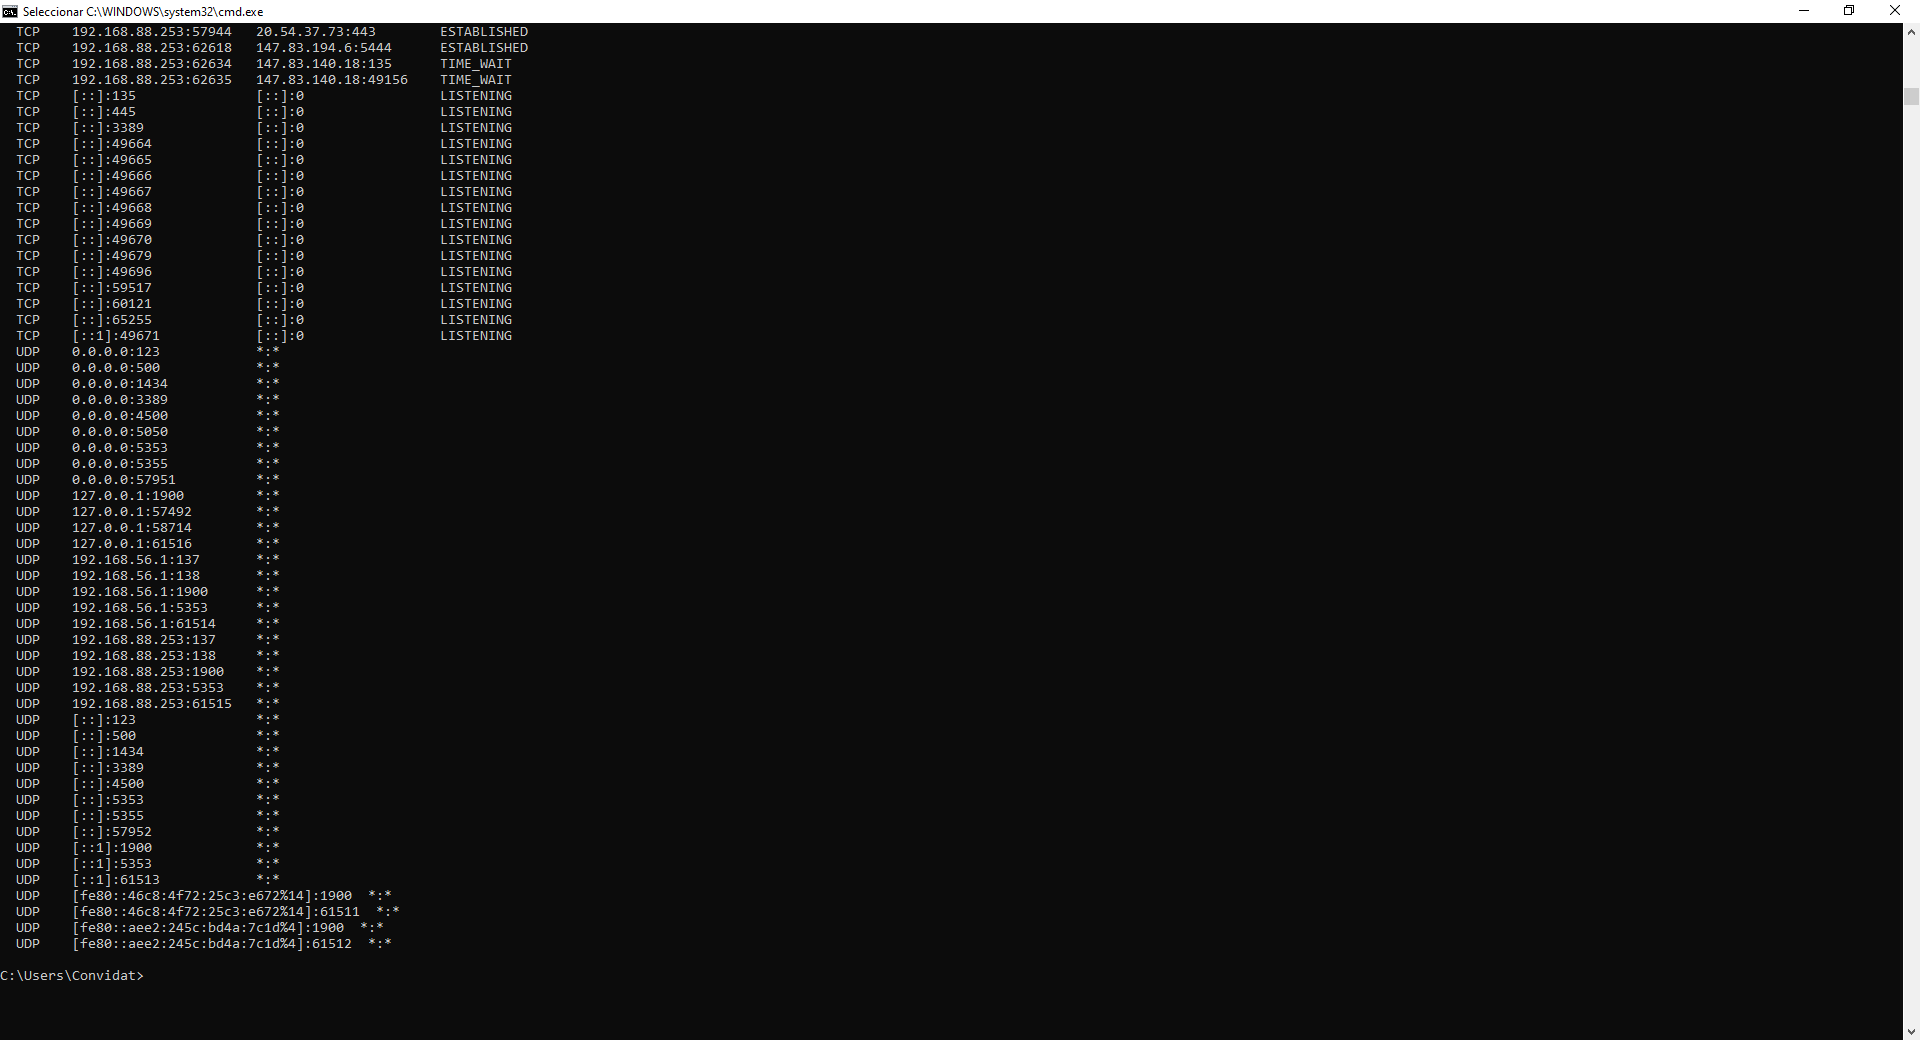 Seleccionar C:\WINDOWS\system32\cmd.exe
TCP 192.168.88.253:57944 20.54.37.73:443 ESTABLISHED
TCP 192.168.88.253:62618 147.83.194.6:5444 ESTABLISHED
TCP 192.168.88.253:62634 147.83.140.18:135 TIME_WAIT
TCP 192.168.88.253:62635 147.83.140.18:49156 TIME_WAIT
TCP [::]:135 [::]:0 LISTENING
TCP [::]:445 [::]:0 LISTENING
TCP [::]:3389 [::]:0 LISTENING
TCP [::]:49664 [::]:0 LISTENING
TCP [::]:49665 [::]:0 LISTENING
TCP [::]:49666 [::]:0 LISTENING
TCP [::]:49667 [::]:0 LISTENING
TCP [::]:49668 [::]:0 LISTENING
TCP [::]:49669 [::]:0 LISTENING
TCP [::]:49670 [::]:0 LISTENING
TCP [::]:49679 [::]:0 LISTENING
TCP [::]:49696 [::]:0 LISTENING
TCP [::]:59517 [::]:0 LISTENING
TCP [::]:60121 [::]:0 LISTENING
TCP [::]:65255 [::]:0 LISTENING
TCP [::1]:49671 [::]:0 LISTENING
UDP 0.0.0.0:123 *:*
UDP 0.0.0.0:500 *:*
UDP 0.0.0.0:1434 *:*
UDP 0.0.0.0:3389 *:*
UDP 0.0.0.0:4500 *:*
UDP 0.0.0.0:5050 *:*
UDP 0.0.0.0:5353 *:*
UDP 0.0.0.0:5355 *:*
UDP 0.0.0.0:57951 *:*
UDP 127.0.0.1:1900 *:*
UDP 127.0.0.1:57492 *:*
UDP 127.0.0.1:58714 *:*
UDP 127.0.0.1:61516 *:*
UDP 192.168.56.1:137 *:*
UDP 192.168.56.1:138 *:*
UDP 192.168.56.1:1900 *:*
UDP 192.168.56.1:5353 *:*
UDP 192.168.56.1:61514 *:*
UDP 192.168.88.253:137 *:*
UDP 192.168.88.253:138 *:*
UDP 192.168.88.253:1900 *:*
UDP 192.168.88.253:5353 *:*
UDP 192.168.88.253:61515 *:*
UDP [::]:123 *:*
UDP [::]:500 *:*
UDP [::]:1434 *:*
UDP [::]:3389 *:*
UDP [::]:4500 *:*
UDP [::]:5353 *:*
UDP [::]:5355 *:*
UDP [::]:57952 *:*
UDP [::1]:1900 *:*
UDP [::1]:5353 *:*
UDP [::1]:61513 *:*
UDP [fe80::46c8:4f72:25c3:e672%14]:1900 *:*
UDP [fe80::46c8:4f72:25c3:e672%14]:61511 *:*
UDP [fe80::aee2:245c:bd4a:7c1d%4]:1900 *:*
UDP [fe80::aee2:245c:bd4a:7c1d%4]:61512 *:*
C:\Users\Convidat>